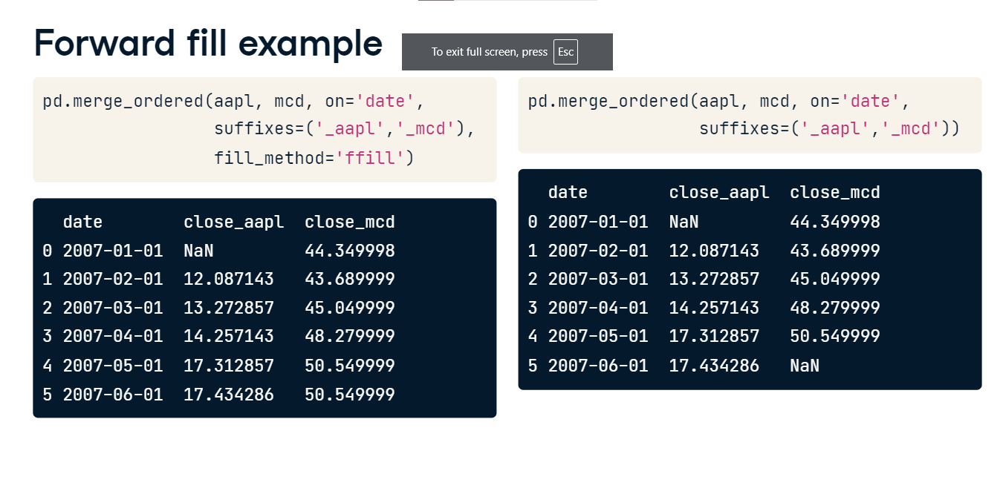 Forward fill example
To exit full screen, press Esc
pd.merge_ordered(aapl, mcd, on='date',
suffixes=('_aapl','_mcd'),
fill_method='ffill')
date close_aapl close_mcd
0 2007-01-01 NaN 44.349998
1 2007-02-01 12.087143 43.689999
2 2007-03-01 13.272857 45.049999
3 2007-04-01 14.257143 48.279999
4 2007-05-01 17.312857 50.549999
5 2007-06-01 17.434286 50.549999
pd.merge_ordered(aapl, mcd, on='date',
suffixes=('_aapl','_mcd'))
date close_aapl close_mcd
0 2007-01-01 NaN 44.349998
1 2007-02-01 12.087143 43.689999
2 2007-03-01 13.272857 45.049999
3 2007-04-01 14.257143 48.279999
4 2007-05-01 17.312857 50.549999
5 2007-06-01 17.434286 NaN